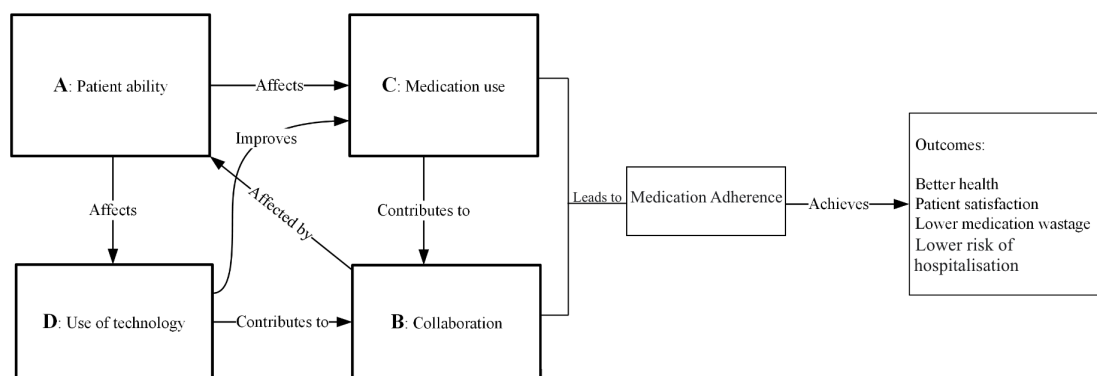 A: Patient ability
Affects
C: Medication use
Improves
Affects
Affected by
Contributes to
D: Use of technology
Contributes to
B: Collaboration
Leads to
Medication Adherence
Achieves
Outcomes:
Better health
Patient satisfaction
Lower medication wastage
Lower risk of
hospitalisation